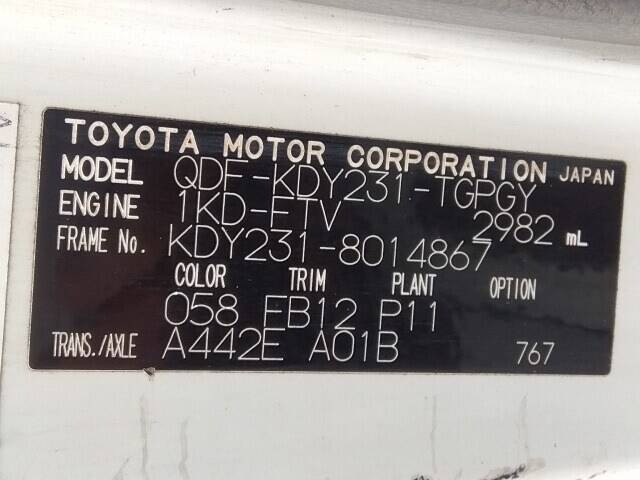 TOYOTA MOTOR CORPORATION JAPAN
MODEL QDF-KDY231-TGPGY
ENGINE 1KD-FTV 2982 mL
FRAME No. KDY231-8014867
COLOR TRIM PLANT OPTION
058 FB12 P11
TRANS./AXLE A442E A01B 767